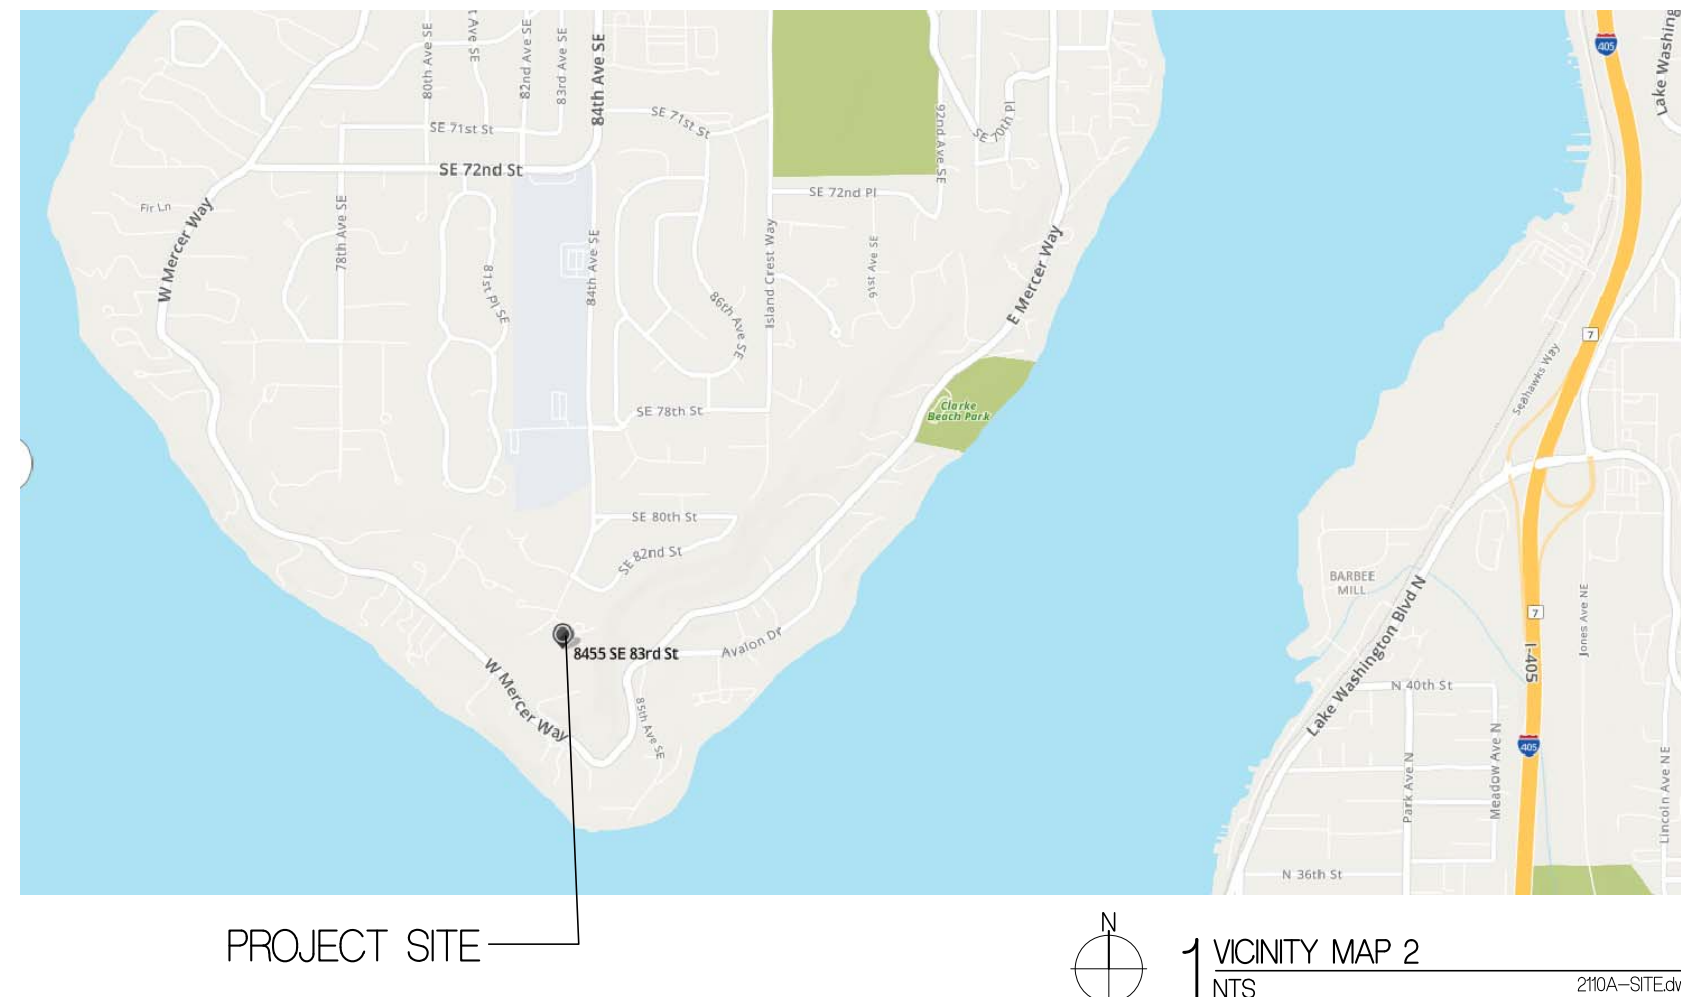 80th Ave SE
t Ave SE
82nd Ave SE
83rd Ave SE
84th Ave SE
405
Lake Washing
SE 71st St
SE 71st St
92nd Ave SE
SE 70th Pl
SE 72nd St
SE 72nd Pl
Fir Ln
W Mercer Way
78th Ave SE
81st Pl SE
84th Ave SE
86th Ave SE
Island Crest Way
91st Ave SE
E Mercer Way
7
Seahawks Way
Clarke
Beach Park
SE 78th St
SE 80th St
SE 82nd St
BARBEE
MILL
Lake Washington Blvd N
Jones Ave NE
7
I-405
8455 SE 83rd St
Avalon Dr
W Mercer Way
85th Ave SE
N 40th St
405
Park Ave N
Meadow Ave N
Lincoln Ave NE
N 36th St
PROJECT SITE
N
1 VICINITY MAP 2
NTS
2110A-SITE.dw